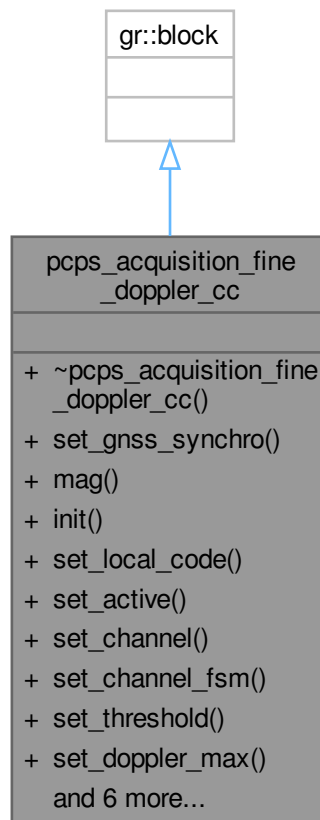 gr::block
pcps_acquisition_fine
_doppler_cc
+ ~pcps_acquisition_fine
_doppler_cc()
+ set_gnss_synchro()
+ mag()
+ init()
+ set_local_code()
+ set_active()
+ set_channel()
+ set_channel_fsm()
+ set_threshold()
+ set_doppler_max()
and 6 more...